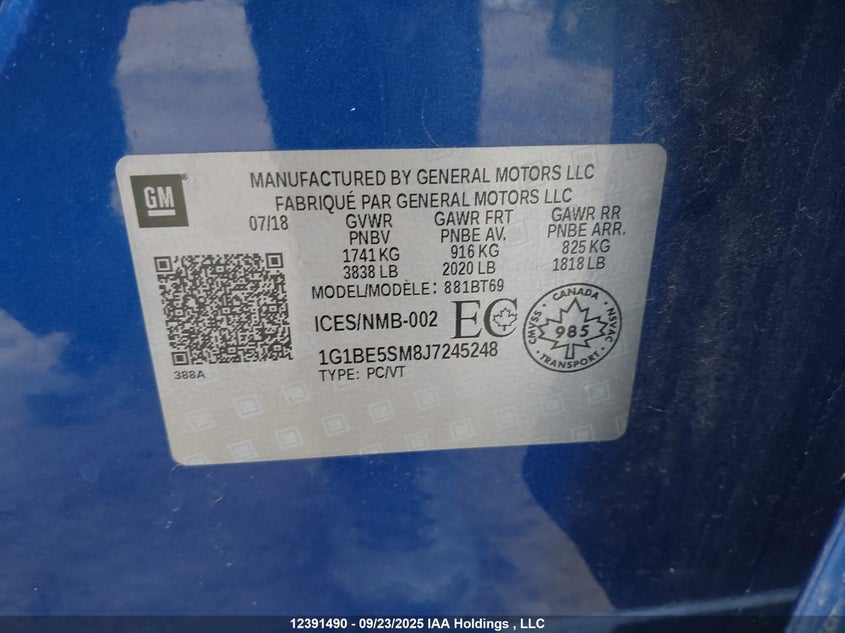 GM
MANUFACTURED BY GENERAL MOTORS LLC
FABRIQUÉ PAR GENERAL MOTORS LLC
07/18 GVWR GAWR FRT GAWR RR
PNBV PNBE AV. PNBE ARR.
1741 KG 916 KG 825 KG
3838 LB 2020 LB 1818 LB
MODEL/MODÈLE: 881BT69
ICES/NMB-002 EC
CANADA
CMVSS 985 NSVAC
TRANSPORT
1G1BE5SM8J7245248
TYPE: PC/VT
388A
12391490 - 09/23/2025 IAA Holdings , LLC